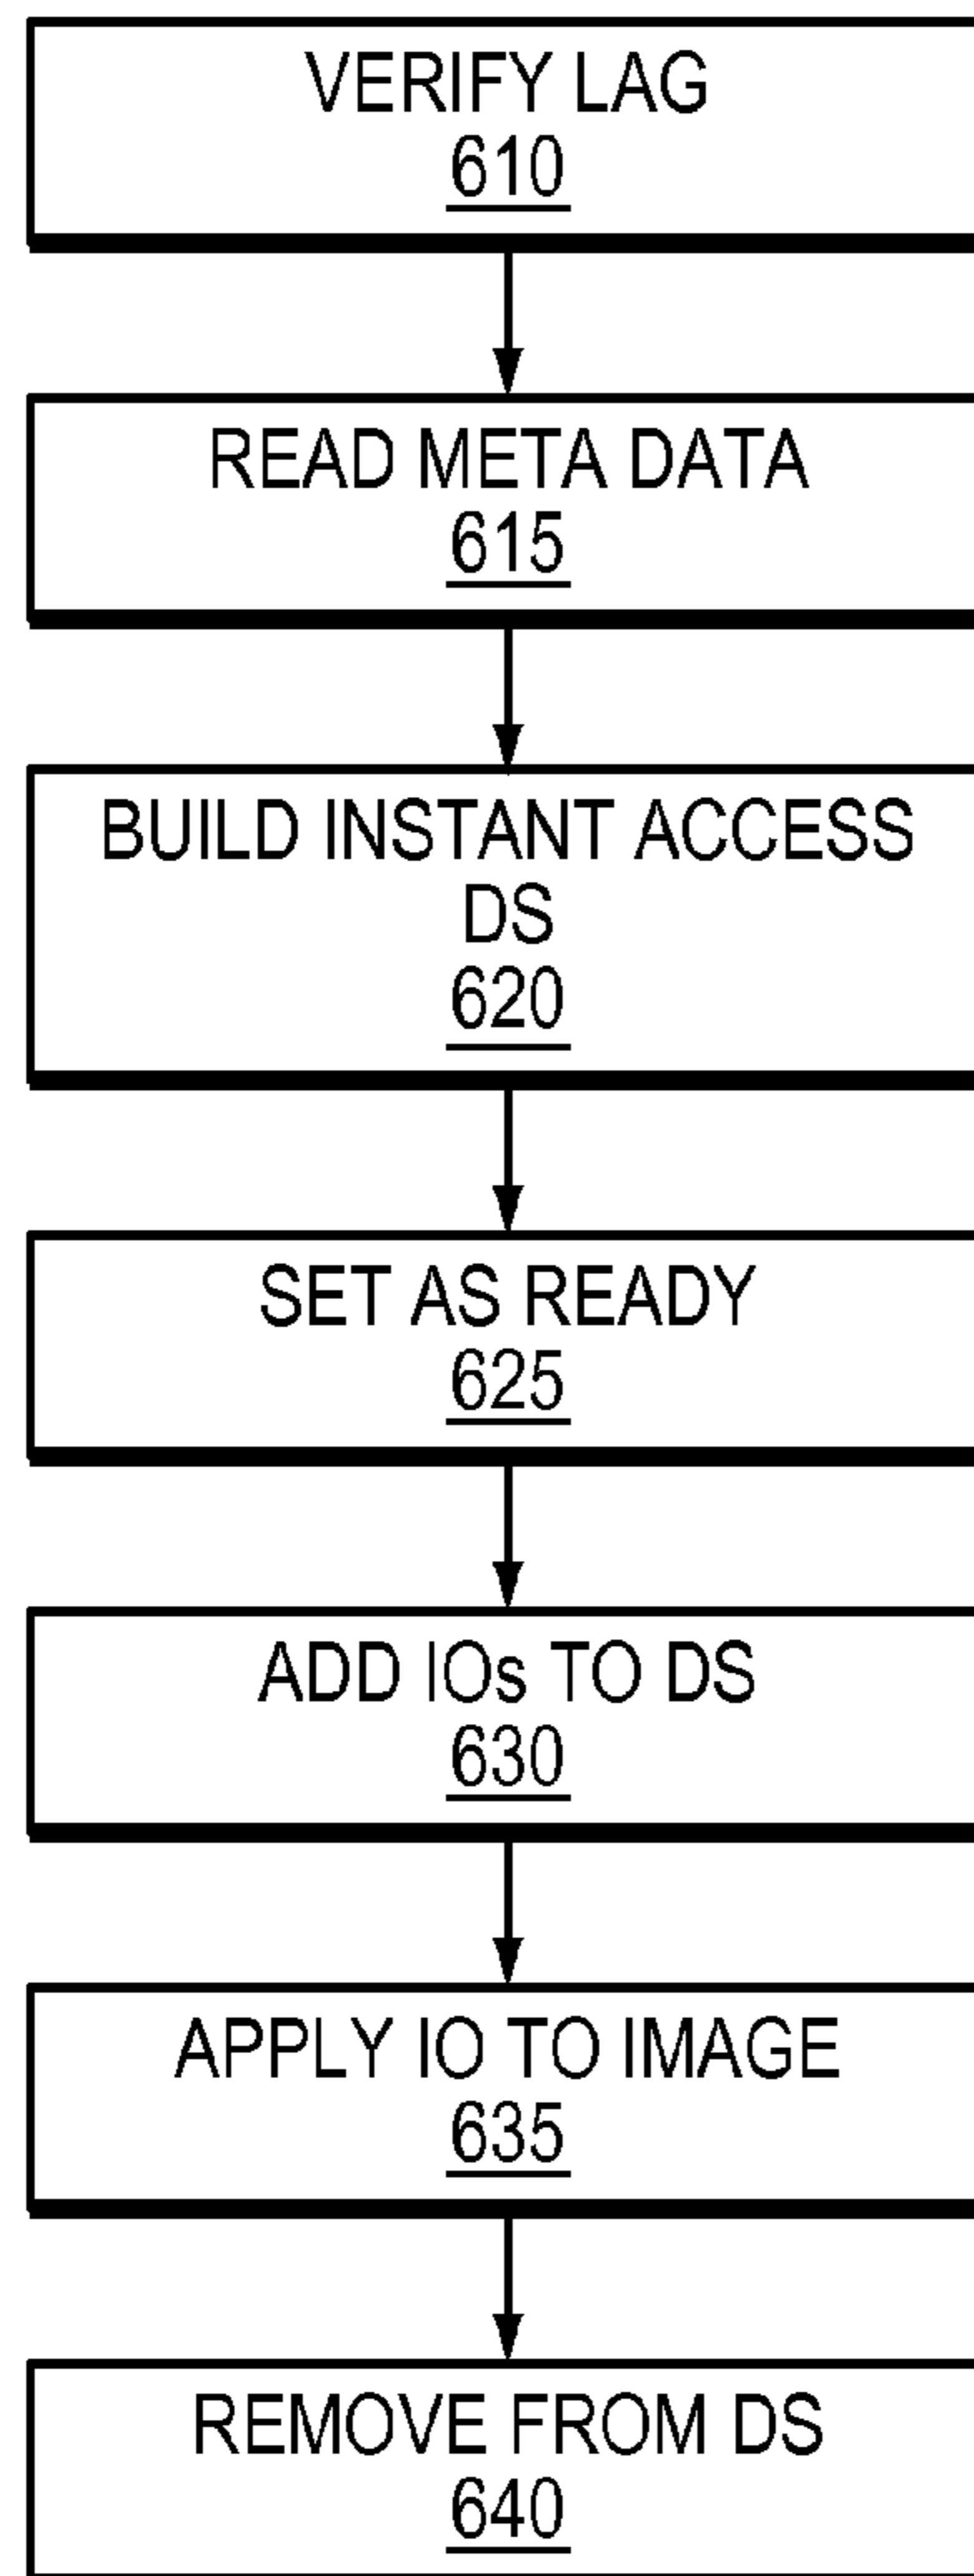 VERIFY LAG
610
READ META DATA
615
BUILD INSTANT ACCESS
DS
620
SET AS READY
625
ADD IOs TO DS
630
APPLY IO TO IMAGE
635
REMOVE FROM DS
640